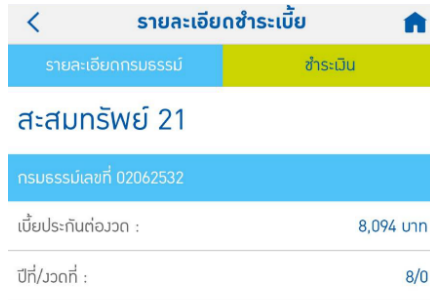 รายละเอียดชำระเบี้ย
รายละเอียดกรมธรรม์ ชำระเงิน
สะสมทรัพย์ 21
กรมธรรม์เลขที่ 02062532
เบี้ยประกันต่องวด : 8,094 บาท
ปีที่/งวดที่ : 8/0